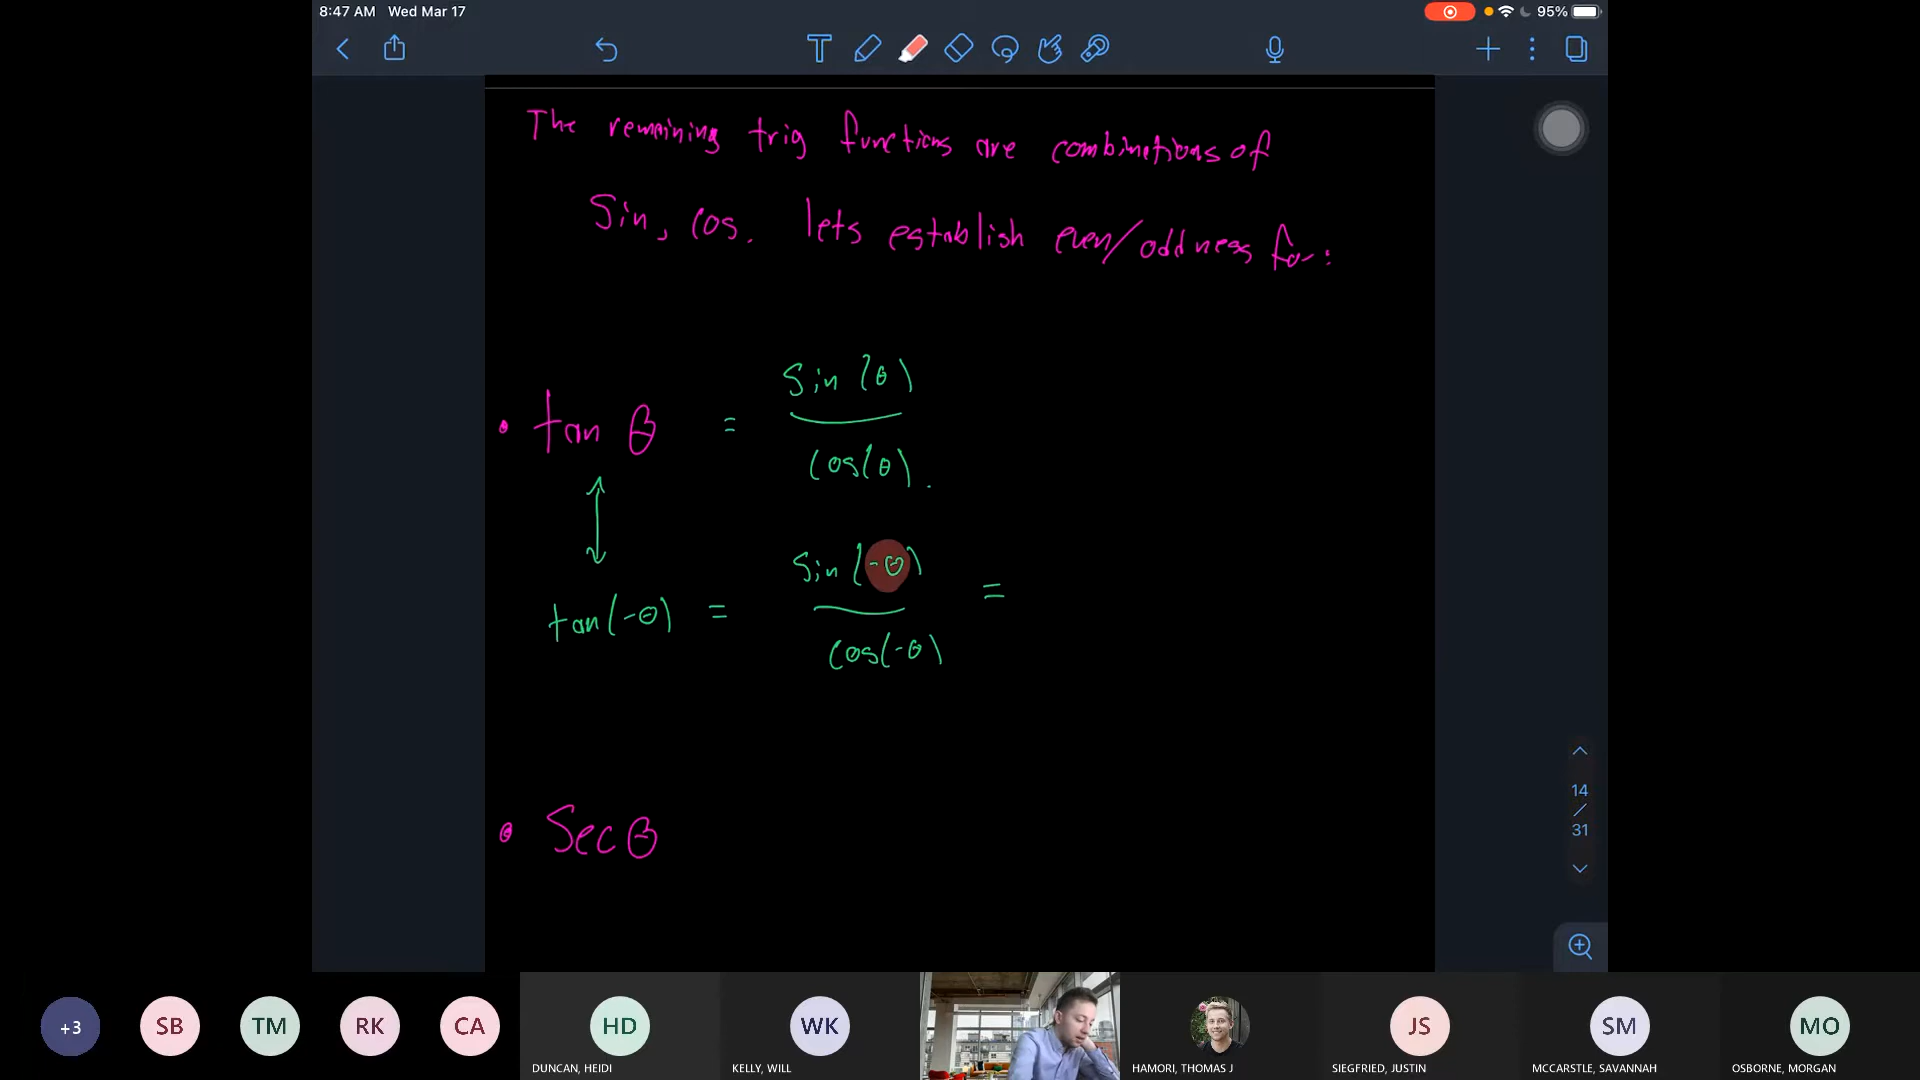 8:47 AM Wed Mar 17
95%
The remaining trig functions are combinations of
Sin, cos. lets establish even/oddness for:
• tan θ = sin(θ)
cos(θ).
tan(-θ) = sin(-θ) =
cos(-θ)
• Sec θ
14
/
31
+3 SB TM RK CA HD WK JS SM MO
DUNCAN, HEIDI KELLY, WILL HAMORI, THOMAS J SIEGFRIED, JUSTIN MCCARSTLE, SAVANNAH OSBORNE, MORGAN